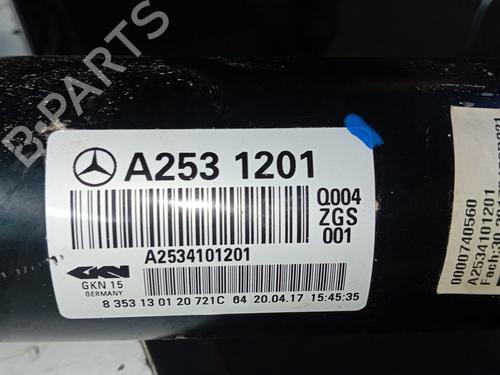 B-PARTS
A253 1201
Q004
ZGS
001
A2534101201
GKN
GKN 15
GERMANY
8 353 13 01 20 721C 64 20.04.17 15:45:35
0000740560
A2534101201